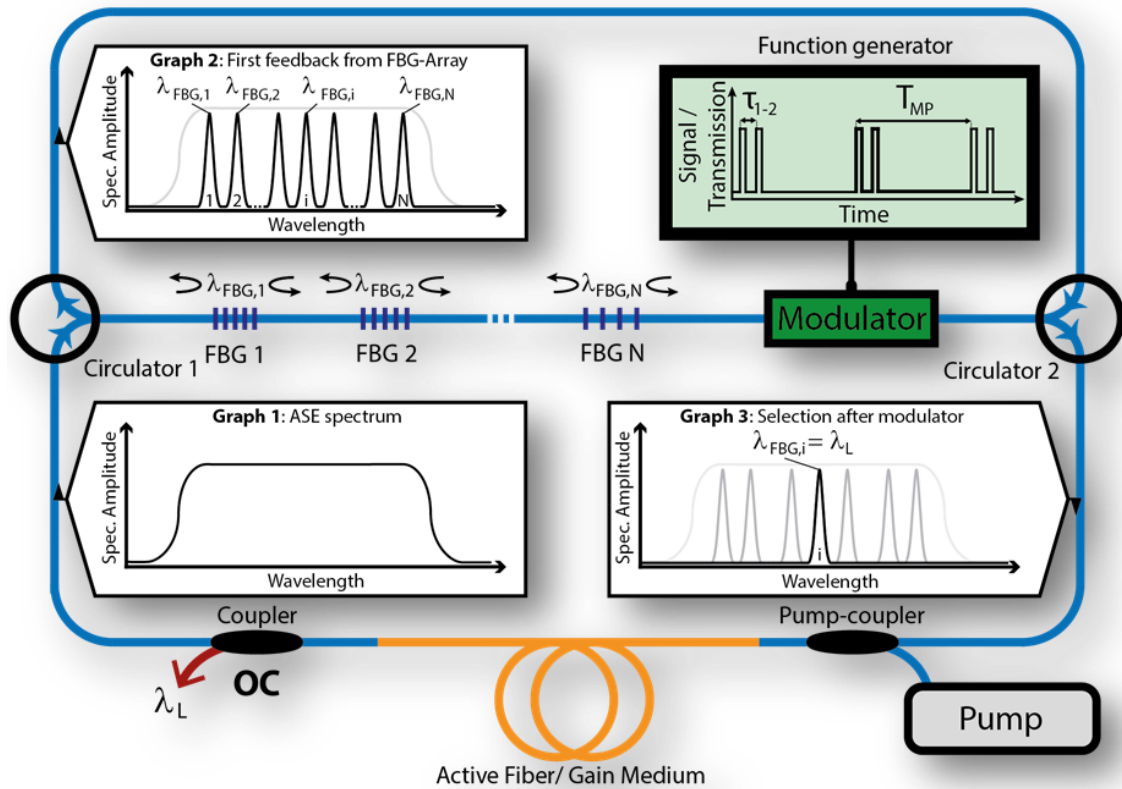 Graph 2: First feedback from FBG-Array
λFBG,1 λFBG,2 λFBG,i λFBG,N
Spec. Amplitude
1 2 ... i ... N
Wavelength
Function generator
Signal /
Transmission
τ1-2
TMP
Time
λFBG,1
λFBG,2
λFBG,N
FBG 1
FBG 2
FBG N
Modulator
Circulator 1
Circulator 2
Graph 1: ASE spectrum
Spec. Amplitude
Wavelength
Graph 3: Selection after modulator
λFBG,i = λL
Spec. Amplitude
i
Wavelength
Coupler
OC
λL
Pump-coupler
Pump
Active Fiber/ Gain Medium